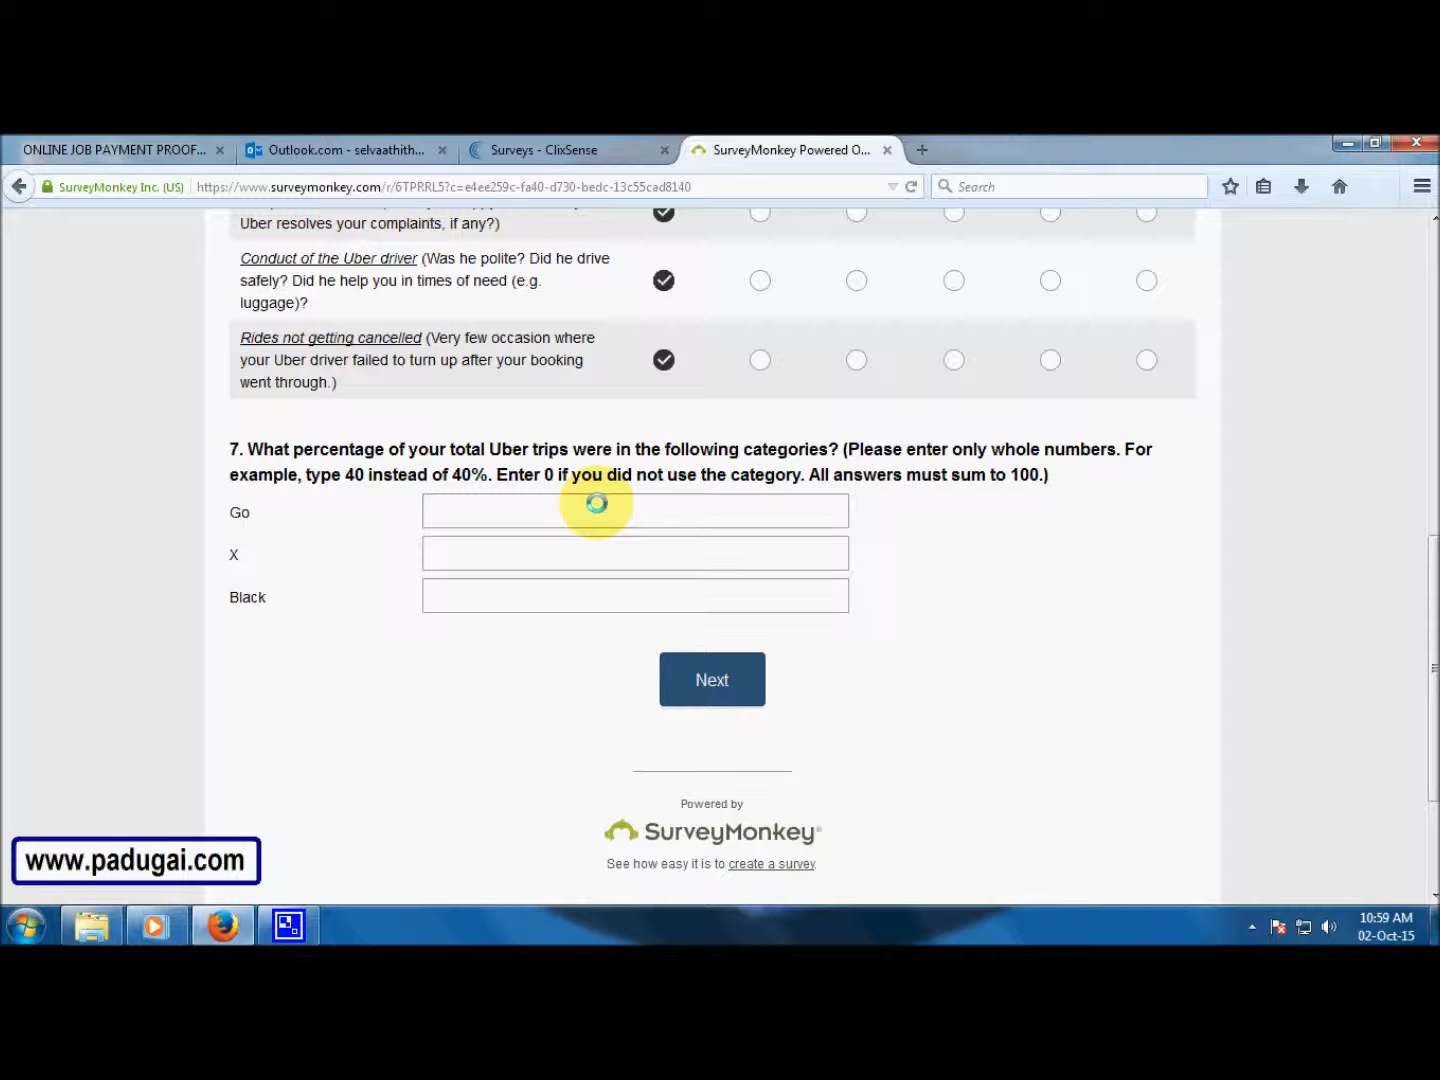 ONLINE JOB PAYMENT PROOF...
Outlook.com - selvaathith...
Surveys - ClixSense
SurveyMonkey Powered O...
SurveyMonkey Inc. (US)
https://www.surveymonkey.com/r/6TPRRL5?c=e4ee259c-fa40-d730-bedc-13c55cad8140
Search
Uber resolves your complaints, if any?)
Conduct of the Uber driver (Was he polite? Did he drive
safely? Did he help you in times of need (e.g.
luggage)?
Rides not getting cancelled (Very few occasion where
your Uber driver failed to turn up after your booking
went through.)
7. What percentage of your total Uber trips were in the following categories? (Please enter only whole numbers. For
example, type 40 instead of 40%. Enter 0 if you did not use the category. All answers must sum to 100.)
Go
X
Black
Next
Powered by
SurveyMonkey
See how easy it is to create a survey.
www.padugai.com
10:59 AM
02-Oct-15